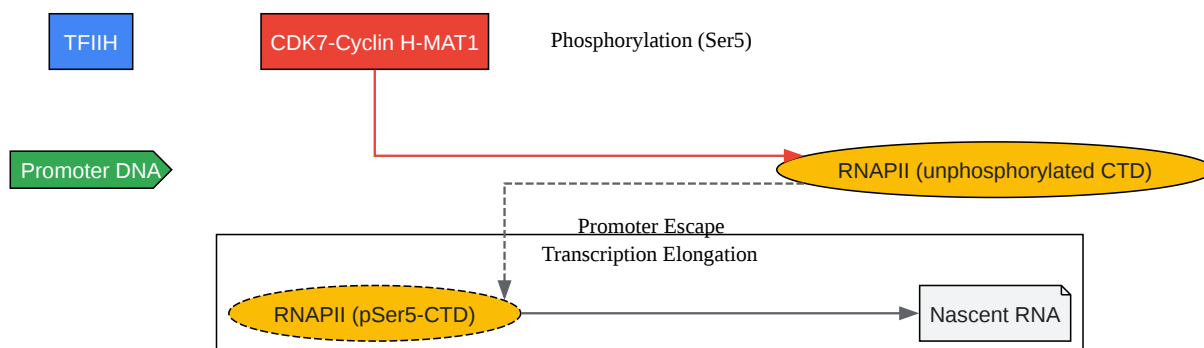 TFIIH
CDK7-Cyclin H-MAT1
Phosphorylation (Ser5)
Promoter DNA
RNAPII (unphosphorylated CTD)
Promoter Escape
Transcription Elongation
RNAPII (pSer5-CTD)
Nascent RNA